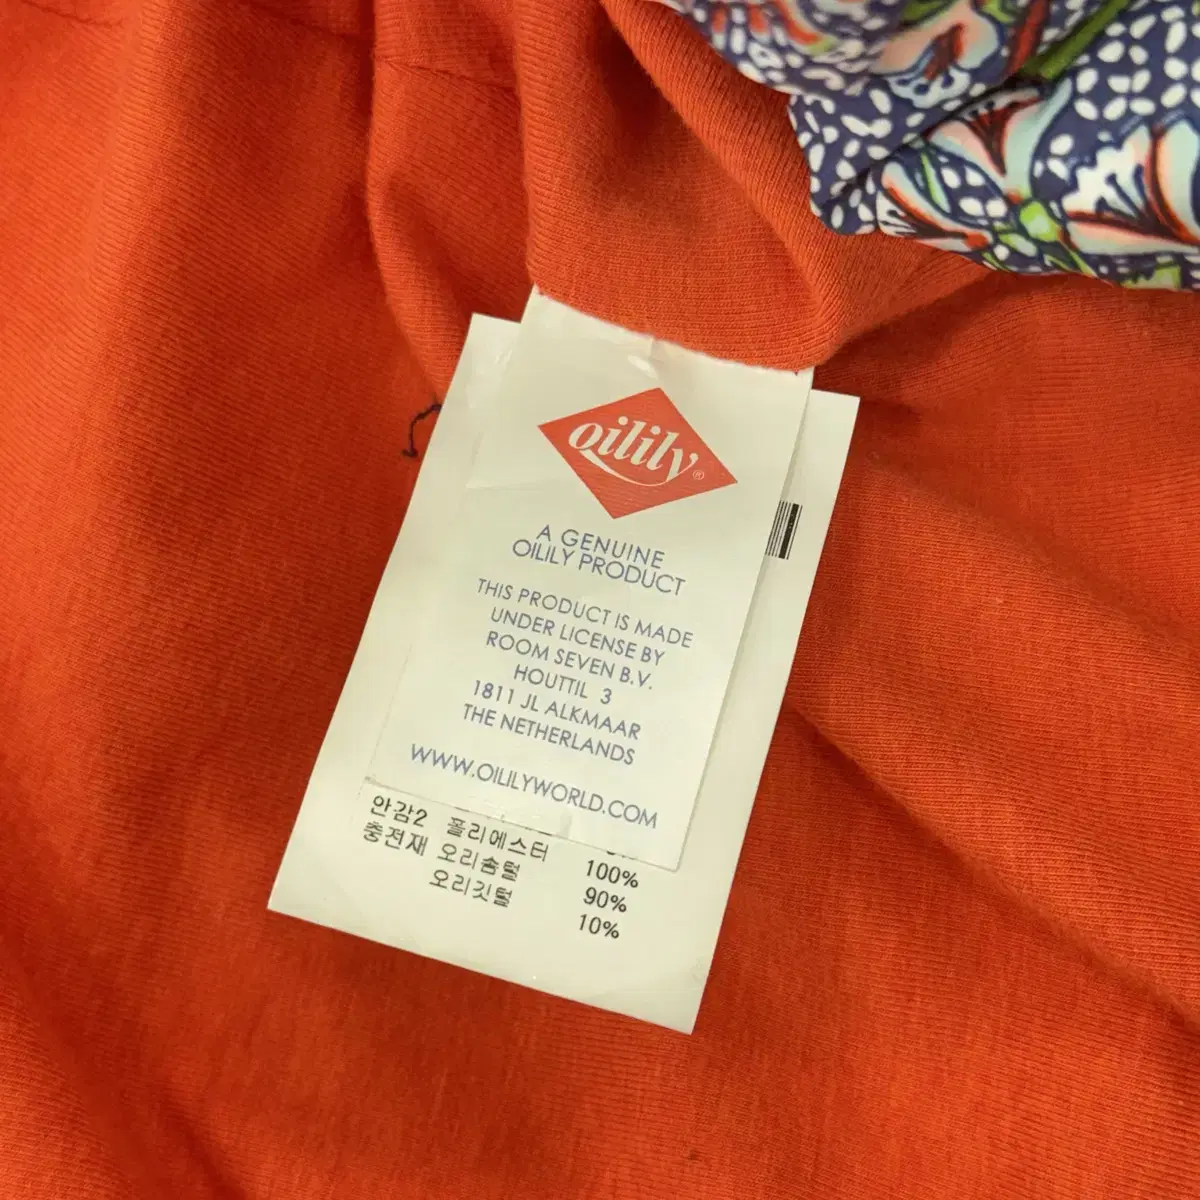 oilily®
A GENUINE
OILILY PRODUCT
THIS PRODUCT IS MADE
UNDER LICENSE BY
ROOM SEVEN B.V.
HOUTTIL 3
1811 JL ALKMAAR
THE NETHERLANDS
WWW.OILILYWORLD.COM
안감2 폴리에스터 100%
충전재 오리솜털 90%
오리깃털 10%